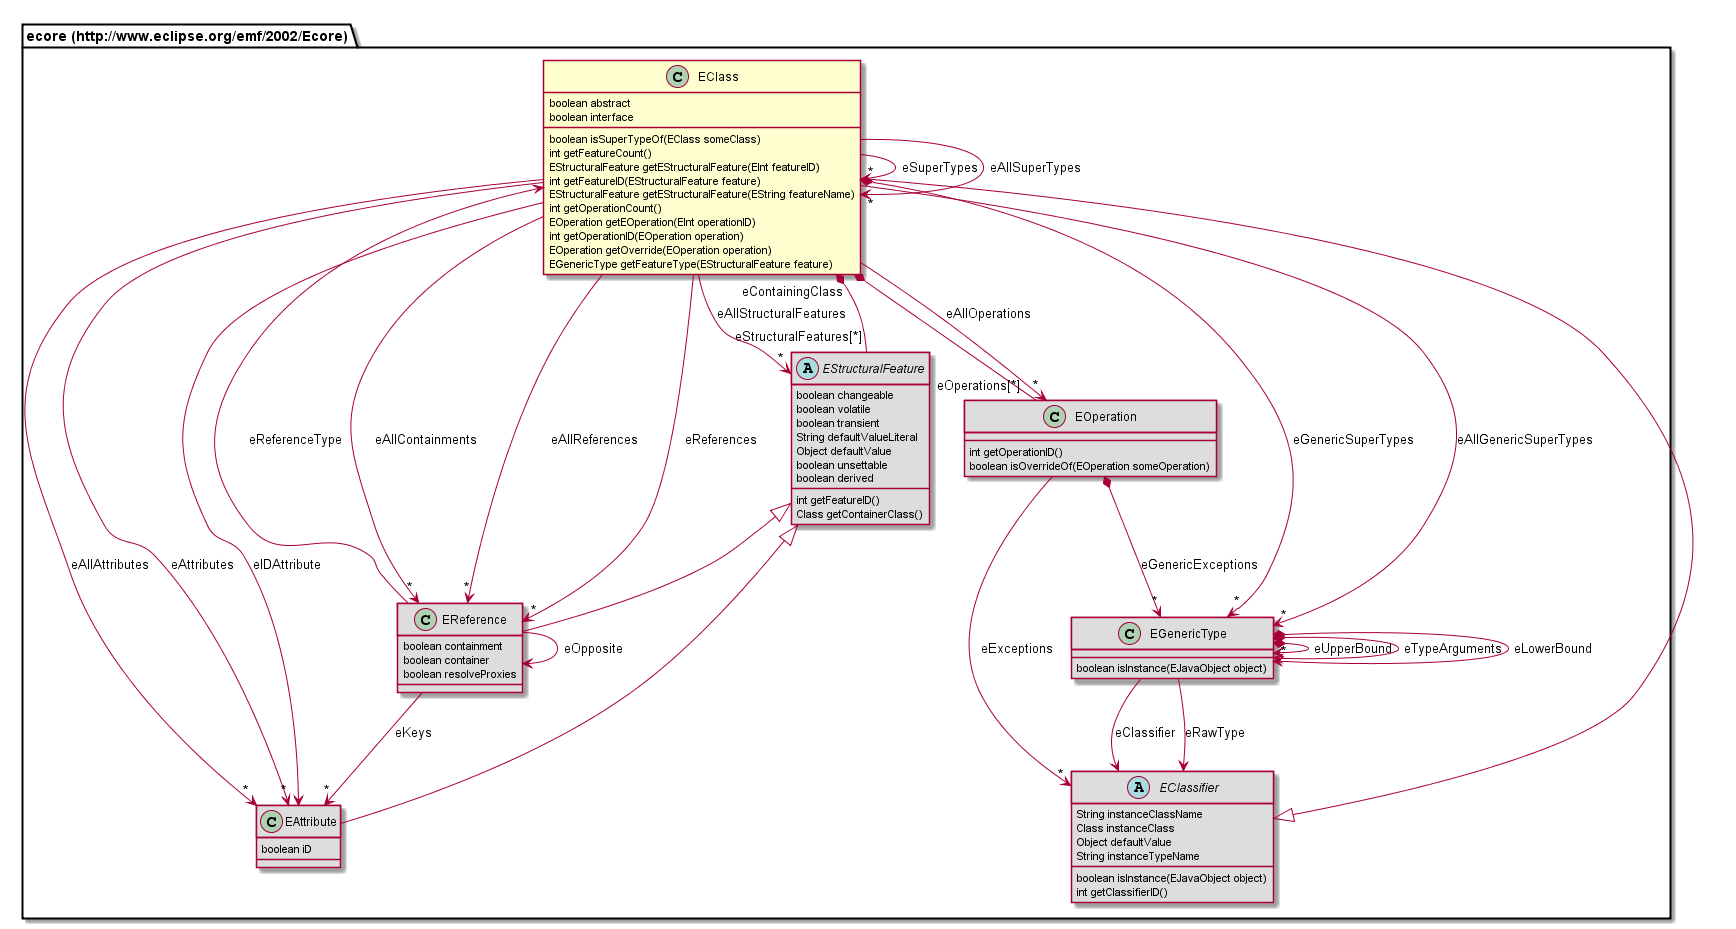 ecore (http://www.eclipse.org/emf/2002/Ecore)
C EClass
boolean abstract
boolean interface
boolean isSuperTypeOf(EClass someClass)
int getFeatureCount()
EStructuralFeature getEStructuralFeature(EInt featureID)
int getFeatureID(EStructuralFeature feature)
EStructuralFeature getEStructuralFeature(EString featureName)
int getOperationCount()
EOperation getEOperation(EInt operationID)
int getOperationID(EOperation operation)
EOperation getOverride(EOperation operation)
EGenericType getFeatureType(EStructuralFeature feature)
*
eSuperTypes
*
eAllSuperTypes
eContainingClass
eAllStructuralFeatures
eStructuralFeatures[*]
*
eAllOperations
*
eOperations[*]
A EStructuralFeature
boolean changeable
boolean volatile
boolean transient
String defaultValueLiteral
Object defaultValue
boolean unsettable
boolean derived
int getFeatureID()
Class getContainerClass()
C EOperation
int getOperationID()
boolean isOverrideOf(EOperation someOperation)
eReferenceType
eAllContainments
*
eAllReferences
*
eReferences
*
eGenericSuperTypes
*
eAllGenericSuperTypes
*
eAllAttributes
*
eAttributes
*
eIDAttribute
eGenericExceptions
*
C EReference
boolean containment
boolean container
boolean resolveProxies
eOpposite
eExceptions
*
C EGenericType
boolean isInstance(EJavaObject object)
eUpperBound
*
eTypeArguments
eLowerBound
eKeys
*
eClassifier
eRawType
C EAttribute
boolean iD
A EClassifier
String instanceClassName
Class instanceClass
Object defaultValue
String instanceTypeName
boolean isInstance(EJavaObject object)
int getClassifierID()